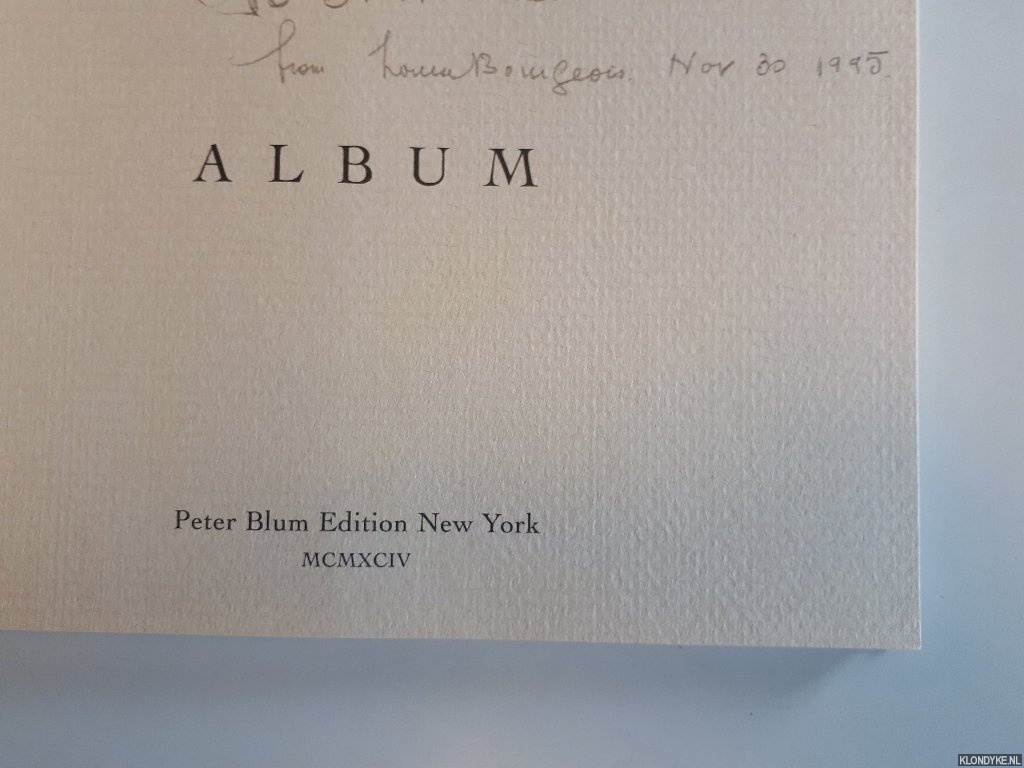 from Louise Bourgeois. Nov 30 1995.
ALBUM
Peter Blum Edition New York
MCMXCIV
KLONDYKE.NL